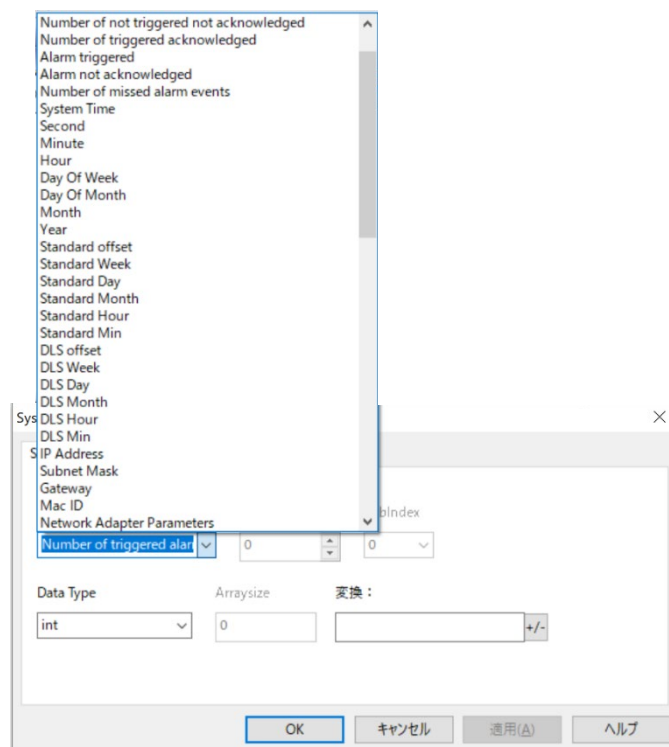 Number of not triggered not acknowledged
Number of triggered acknowledged
Alarm triggered
Alarm not acknowledged
Number of missed alarm events
System Time
Second
Minute
Hour
Day Of Week
Day Of Month
Month
Year
Standard offset
Standard Week
Standard Day
Standard Month
Standard Hour
Standard Min
DLS offset
DLS Week
DLS Day
DLS Month
Sys
DLS Hour
DLS Min
S
IP Address
Subnet Mask
Gateway
Mac ID
bIndex
Network Adapter Parameters
Number of triggered alar
0
0
Data Type
Arraysize
変換：
int
0
+/-
OK
キャンセル
適用(A)
ヘルプ